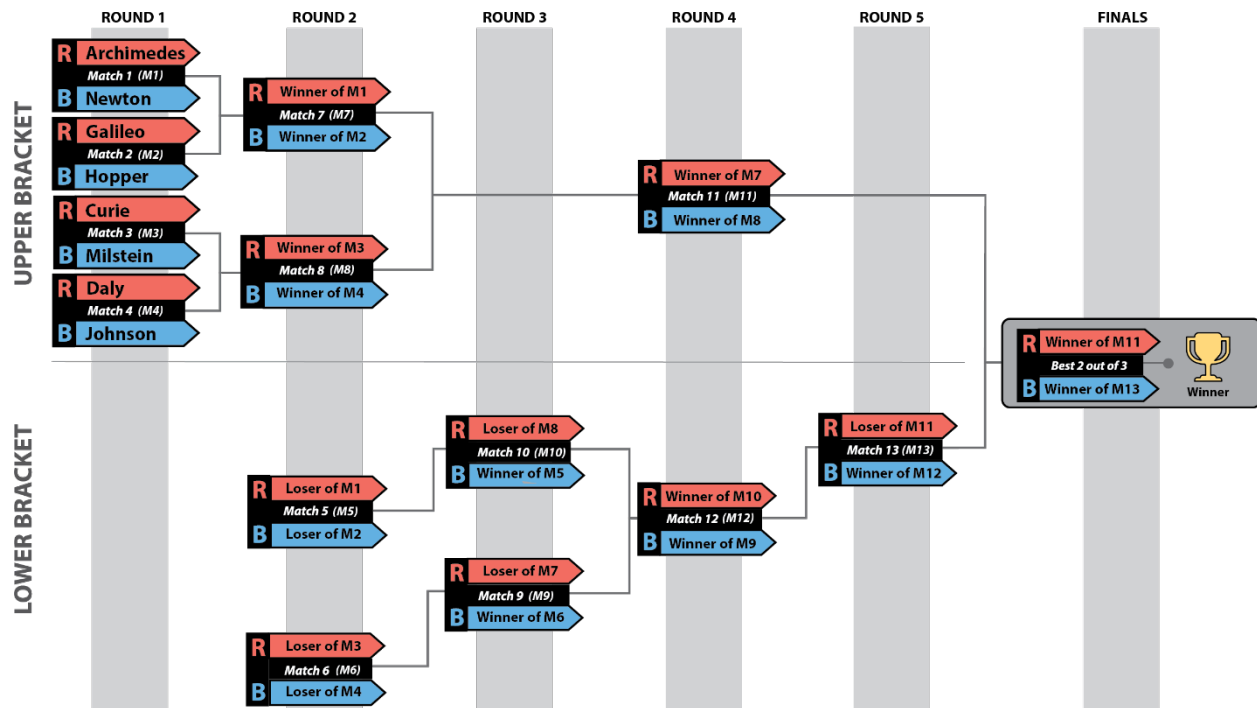 ROUND 1
ROUND 2
ROUND 3
ROUND 4
ROUND 5
FINALS
UPPER BRACKET
R Archimedes
Match 1 (M1)
B Newton
R Galileo
Match 2 (M2)
B Hopper
R Curie
Match 3 (M3)
B Milstein
R Daly
Match 4 (M4)
B Johnson
R Winner of M1
Match 7 (M7)
B Winner of M2
R Winner of M3
Match 8 (M8)
B Winner of M4
R Winner of M7
Match 11 (M11)
B Winner of M8
R Winner of M11
Best 2 out of 3
B Winner of M13
Winner
LOWER BRACKET
R Loser of M1
Match 5 (M5)
B Loser of M2
R Loser of M3
Match 6 (M6)
B Loser of M4
R Loser of M8
Match 10 (M10)
B Winner of M5
R Loser of M7
Match 9 (M9)
B Winner of M6
R Winner of M10
Match 12 (M12)
B Winner of M9
R Loser of M11
Match 13 (M13)
B Winner of M12